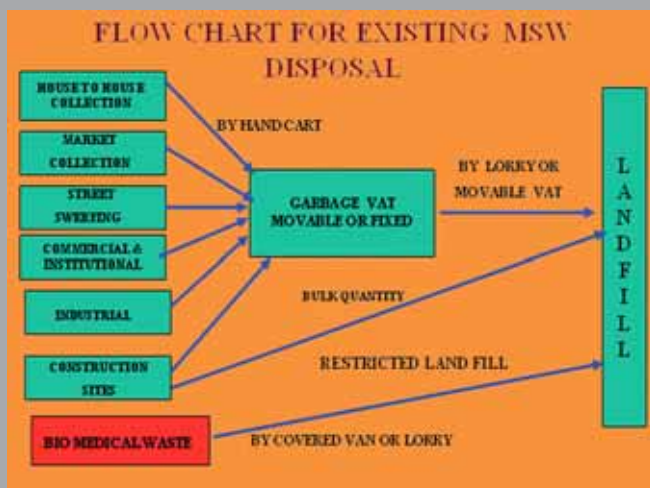 FLOW CHART FOR EXISTING MSW
DISPOSAL
HOUSE TO HOUSE
COLLECTION
BY HAND CART
MARKET
COLLECTION
STREET
SWEEPING
COMMERCIAL &
INSTITUTIONAL
INDUSTRIAL
CONSTRUCTION
SITES
BIO MEDICAL WASTE
GARBAGE VAT
MOVABLE OR FIXED
BY LORRY OR
MOVABLE VAT
BULK QUANTITY
RESTRICTED LAND FILL
BY COVERED VAN OR LORRY
LANDFILL